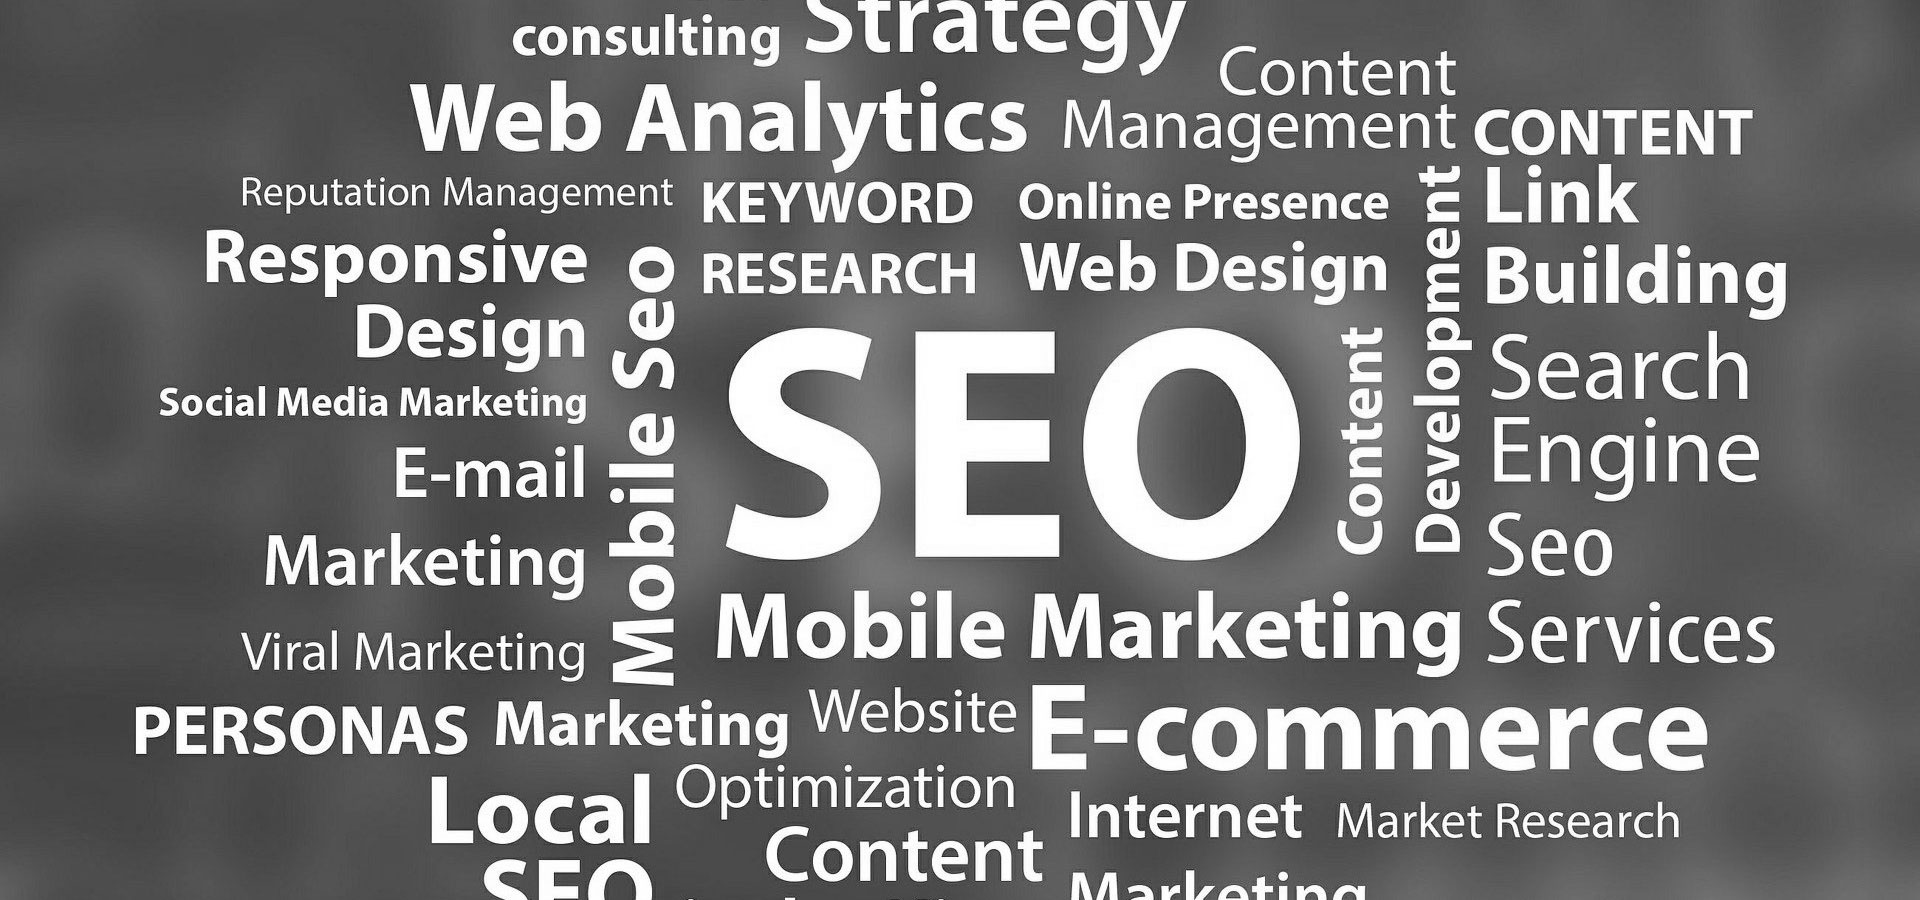 consulting
Strategy
Web Analytics
Content
Management
CONTENT
Reputation Management
KEYWORD
RESEARCH
Online Presence
Web Design
Link
Building
Responsive
Design
Mobile Seo
SEO
Content
Development
Search
Engine
Seo
Services
Social Media Marketing
E-mail
Marketing
Viral Marketing
Mobile Marketing
PERSONAS
Marketing
Website
Optimization
E-commerce
Local
SEO
Content
Internet
Marketing
Market Research